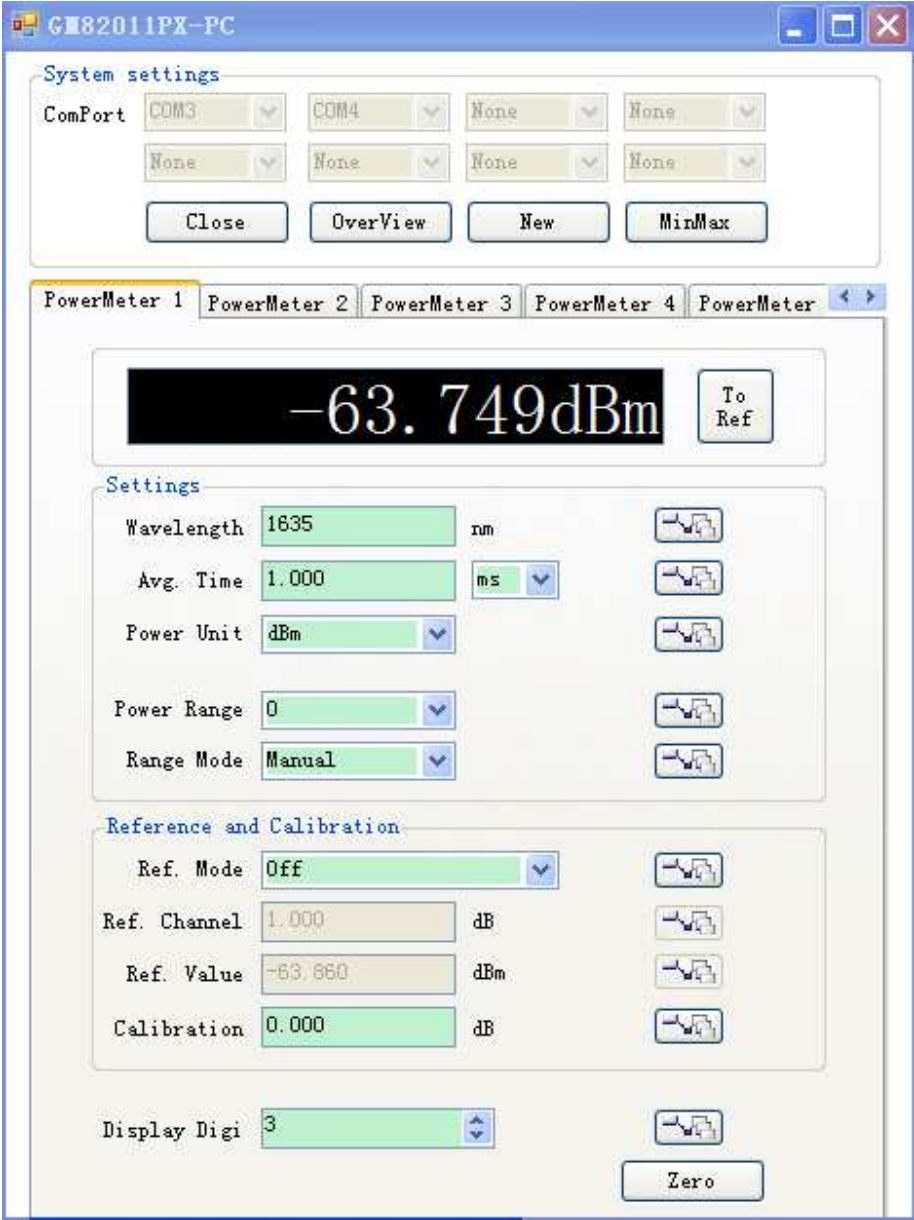 GM82011PX-PC
System settings
ComPort COM3 COM4 None None
None None None None
Close OverView New MinMax
PowerMeter 1 PowerMeter 2 PowerMeter 3 PowerMeter 4 PowerMeter
-63.749dBm To Ref
Settings
Wavelength 1635 nm
Avg. Time 1.000 ms
Power Unit dBm
Power Range 0
Range Mode Manual
Reference and Calibration
Ref. Mode Off
Ref. Channel 1.000 dB
Ref. Value -63.860 dBm
Calibration 0.000 dB
Display Digi 3
Zero